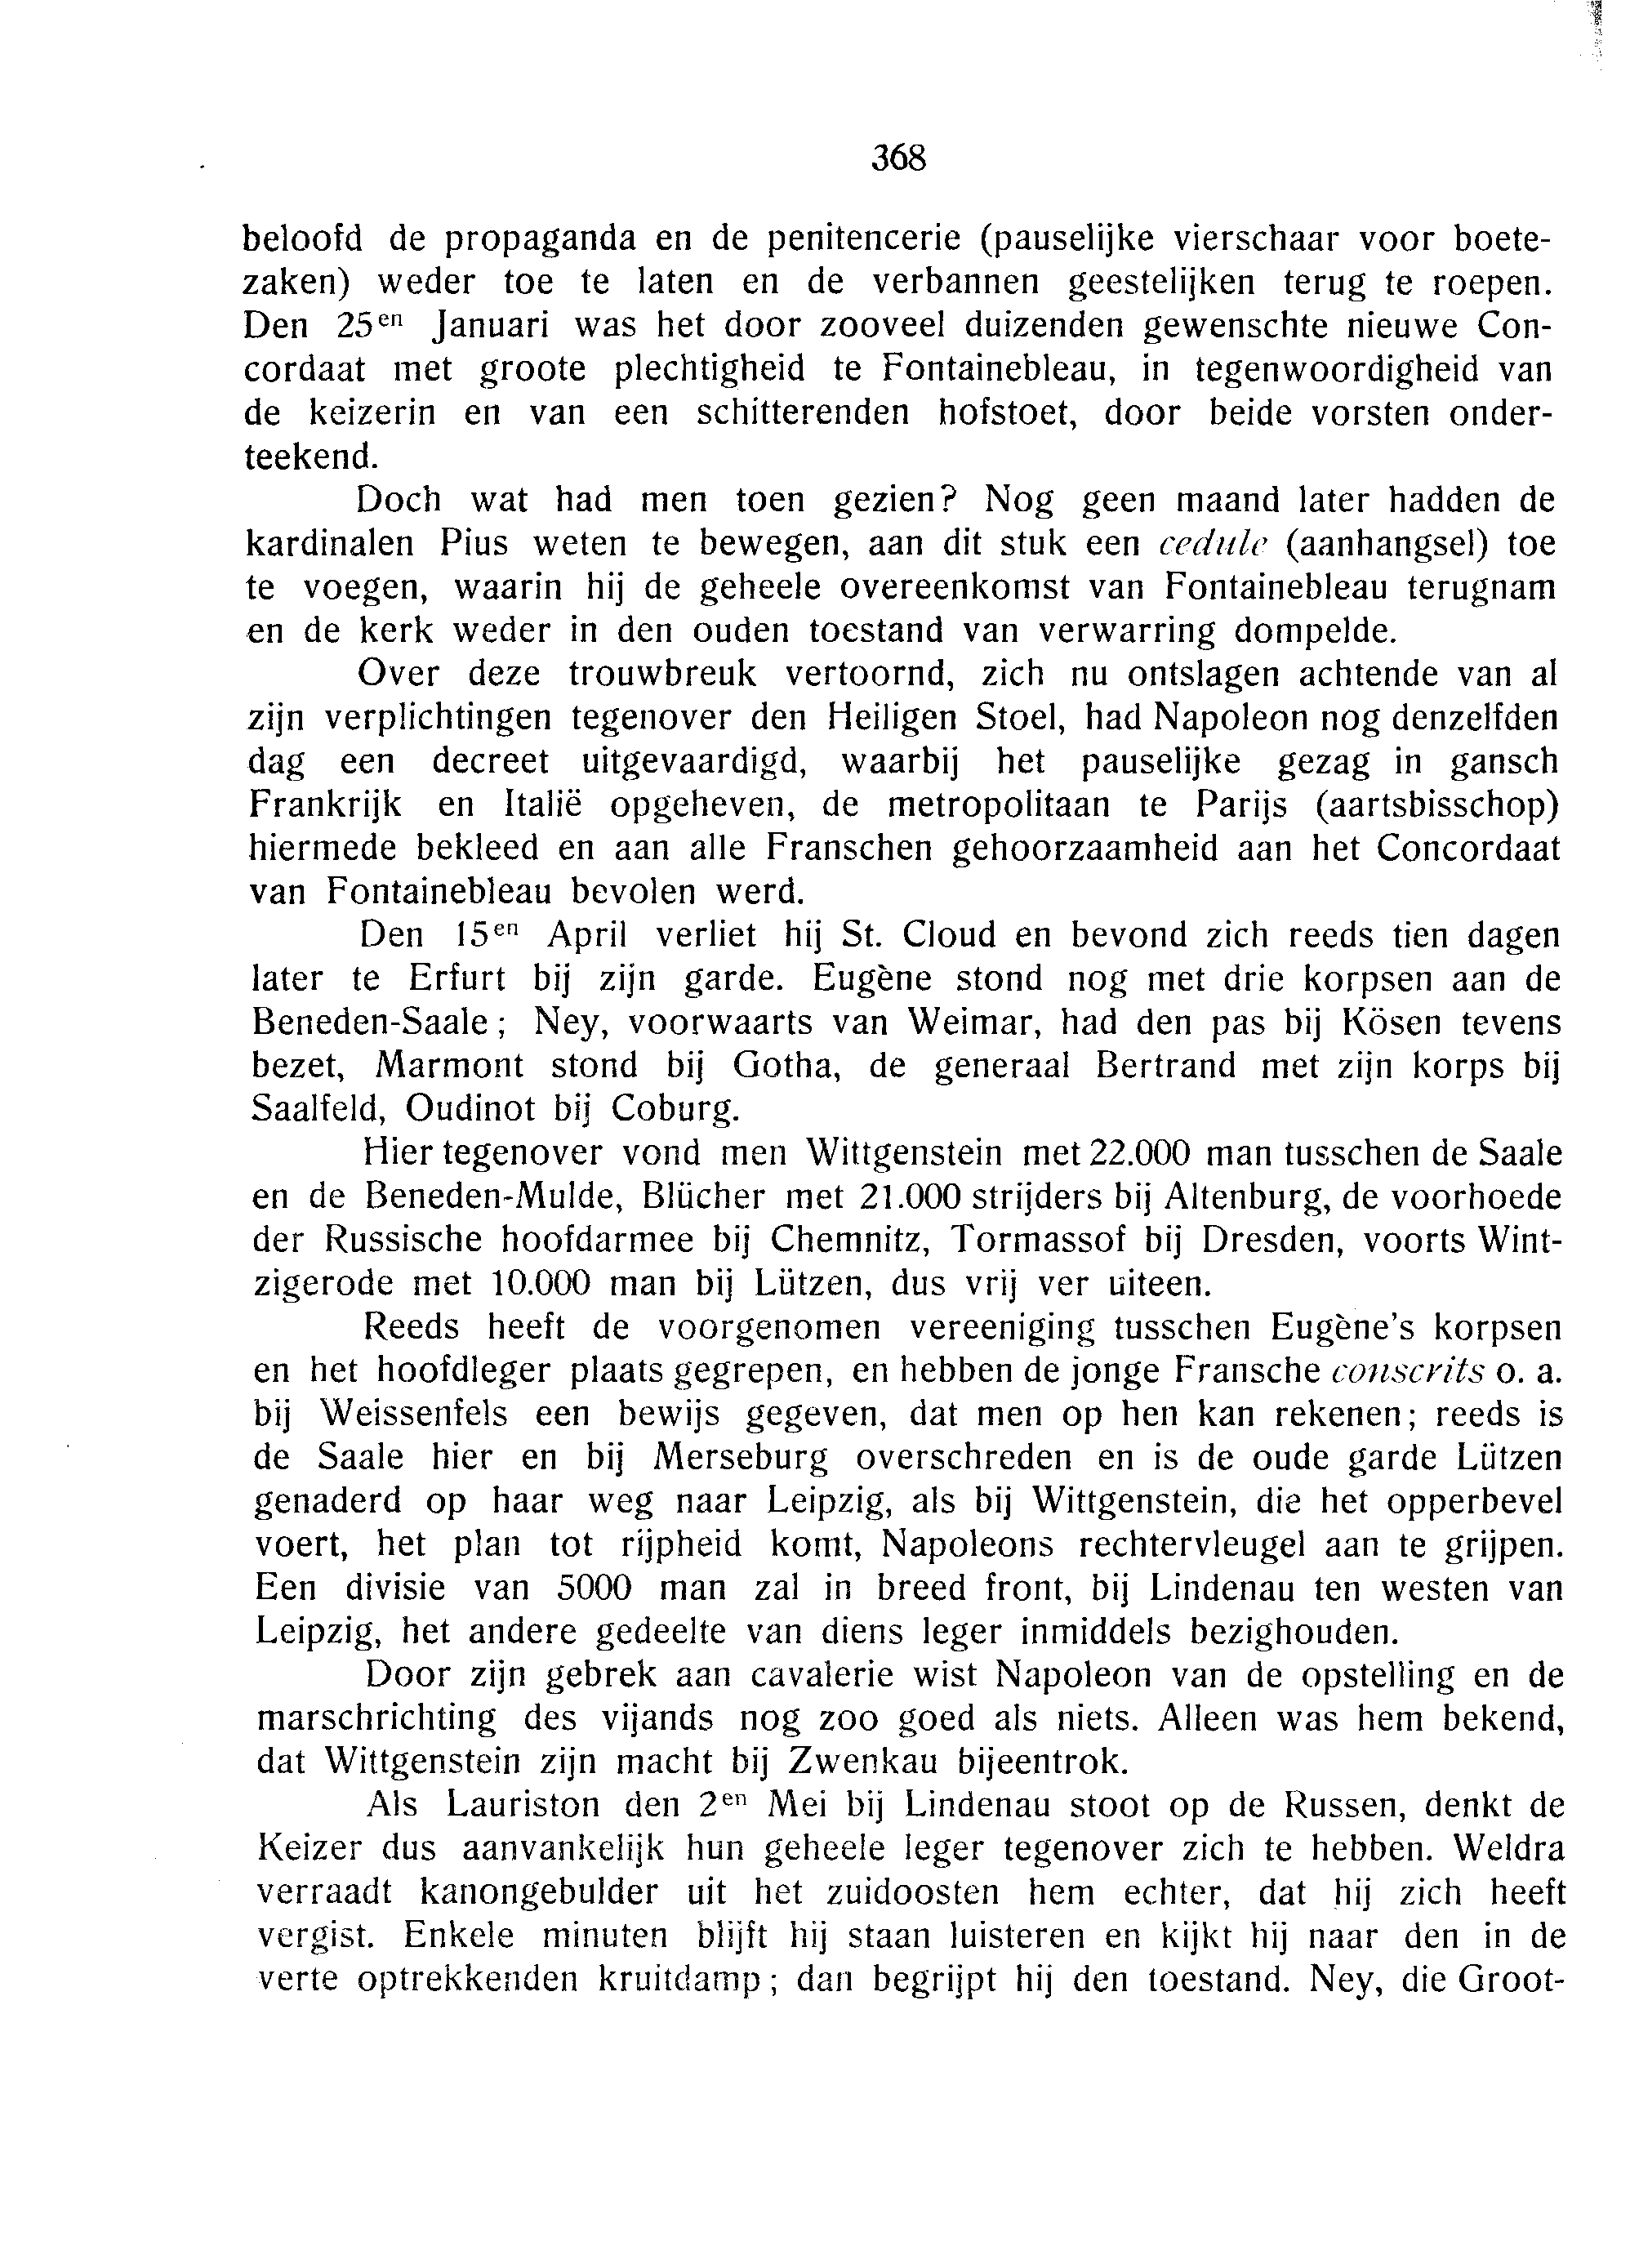 368
beloofd de propaganda en de penitencerie (pauselijke vierschaar voor boete-
zaken) weder toe te laten en de verbannen geestelijken terug te roepen.
Den 25en Januari was het door zooveel duizenden gewenschte nieuwe Con-
cordaat met groote plechtigheid te Fontainebleau, in tegenwoordigheid van
de keizerin en van een schitterenden hofstoet, door beide vorsten onder-
teekend.
Doch wat had men toen gezien? Nog geen maand later hadden de
kardinalen Pius weten te bewegen, aan dit stuk een cedule (aanhangsel) toe
te voegen, waarin hij de geheele overeenkomst van Fontainebleau terugnam
en de kerk weder in den ouden toestand van verwarring dompelde.
Over deze trouwbreuk vertoornd, zich nu ontslagen achtende van al
zijn verplichtingen tegenover den Heiligen Stoel, had Napoleon nog denzelfden
dag een decreet uitgevaardigd, waarbij het pauselijke gezag in gansch
Frankrijk en Italië opgeheven, de metropolitaan te Parijs (aartsbisschop)
hiermede bekleed en aan alle Franschen gehoorzaamheid aan het Concordaat
van Fontainebleau bevolen werd.
Den 15en April verliet hij St. Cloud en bevond zich reeds tien dagen
later te Erfurt bij zijn garde. Eugène stond nog met drie korpsen aan de
Beneden-Saale; Ney, voorwaarts van Weimar, had den pas bij Kösen tevens
bezet, Marmont stond bij Gotha, de generaal Bertrand met zijn korps bij
Saalfeld, Oudinot bij Coburg.
Hier tegenover vond men Wittgenstein met 22.000 man tusschen de Saale
en de Beneden-Mulde, Blücher met 21.000 strijders bij Altenburg, de voorhoede
der Russische hoofdarmee bij Chemnitz, Tormassof bij Dresden, voorts Wint-
zigerode met 10.000 man bij Lützen, dus vrij ver uiteen.
Reeds heeft de voorgenomen vereeniging tusschen Eugène's korpsen
en het hoofdleger plaats gegrepen, en hebben de jonge Fransche conscrits o. a.
bij Weissenfels een bewijs gegeven, dat men op hen kan rekenen; reeds is
de Saale hier en bij Merseburg overschreden en is de oude garde Lützen
genaderd op haar weg naar Leipzig, als bij Wittgenstein, die het opperbevel
voert, het plan tot rijpheid komt, Napoleons rechtervleugel aan te grijpen.
Een divisie van 5000 man zal in breed front, bij Lindenau ten westen van
Leipzig, het andere gedeelte van diens leger inmiddels bezighouden.
Door zijn gebrek aan cavalerie wist Napoleon van de opstelling en de
marschrichting des vijands nog zoo goed als niets. Alleen was hem bekend,
dat Wittgenstein zijn macht bij Zwenkau bijeentrok.
Als Lauriston den 2en Mei bij Lindenau stoot op de Russen, denkt de
Keizer dus aanvankelijk hun geheele leger tegenover zich te hebben. Weldra
verraadt kanongebulder uit het zuidoosten hem echter, dat hij zich heeft
vergist. Enkele minuten blijft hij staan luisteren en kijkt hij naar den in de
verte optrekkenden kruitdamp; dan begrijpt hij den toestand. Ney, die Groot-